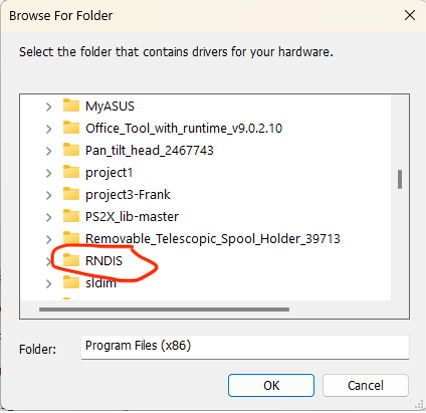 Browse For Folder
Select the folder that contains drivers for your hardware.
MyASUS
Office_Tool_with_runtime_v9.0.2.10
Pan_tilt_head_2467743
project1
project3-Frank
PS2X_lib-master
Removable_Telescopic_Spool_Holder_39713
RNDIS
sldim
Folder:
Program Files (x86)
OK
Cancel